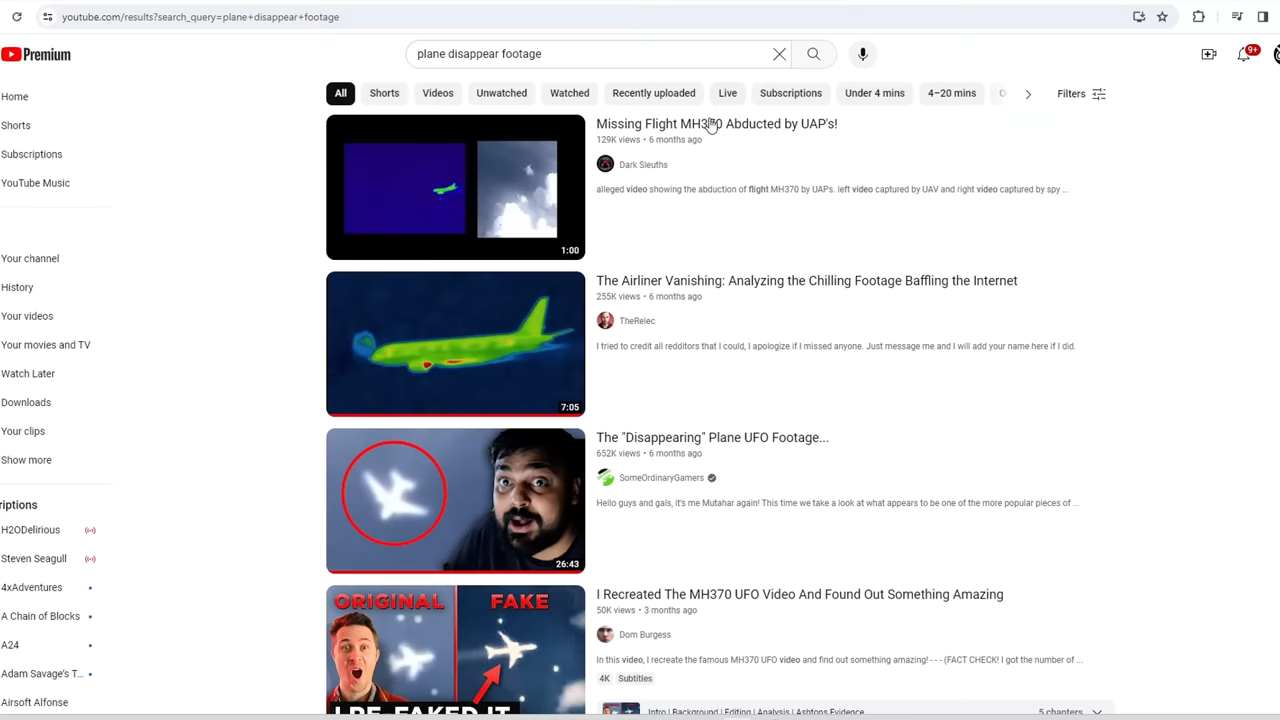 youtube.com/results?search_query=plane+disappear+footage
Premium
plane disappear footage
9+
All
Shorts
Videos
Unwatched
Watched
Recently uploaded
Live
Subscriptions
Under 4 mins
4–20 mins
Filters
Home
Shorts
Subscriptions
YouTube Music
Your channel
History
Your videos
Your movies and TV
Watch Later
Downloads
Your clips
Show more
riptions
H2ODelirious
Steven Seagull
4xAdventures
A Chain of Blocks
A24
Adam Savage's T...
Airsoft Alfonse
1:00
Missing Flight MH370 Abducted by UAP's!
129K views • 6 months ago
Dark Sleuths
alleged video showing the abduction of flight MH370 by UAPs. left video captured by UAV and right video captured by spy ...
7:05
The Airliner Vanishing: Analyzing the Chilling Footage Baffling the Internet
255K views • 6 months ago
TheRelec
I tried to credit all redditors that I could, I apologize if I missed anyone. Just message me and I will add your name here if I did.
26:43
The "Disappearing" Plane UFO Footage...
652K views • 6 months ago
SomeOrdinaryGamers
Hello guys and gals, it's me Mutahar again! This time we take a look at what appears to be one of the more popular pieces of ...
ORIGINAL
FAKE
I RE-FAKED IT
I Recreated The MH370 UFO Video And Found Out Something Amazing
50K views • 3 months ago
Dom Burgess
In this video, I recreate the famous MH370 UFO video and find out something amazing! - - - (FACT CHECK! I got the number of ...
4K
Subtitles
Intro | Background | Editing | Analysis | Ashtons Evidence
5 chapters